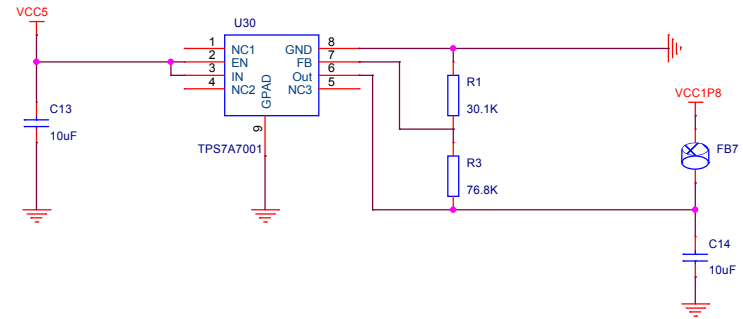 VCC5
U30
1 NC1 GND 8
2 EN FB 7
3 IN Out 6
4 NC2 NC3 5
GPAD
9
TPS7A7001
C13
10uF
R1
30.1K
R3
76.8K
VCC1P8
FB7
C14
10uF